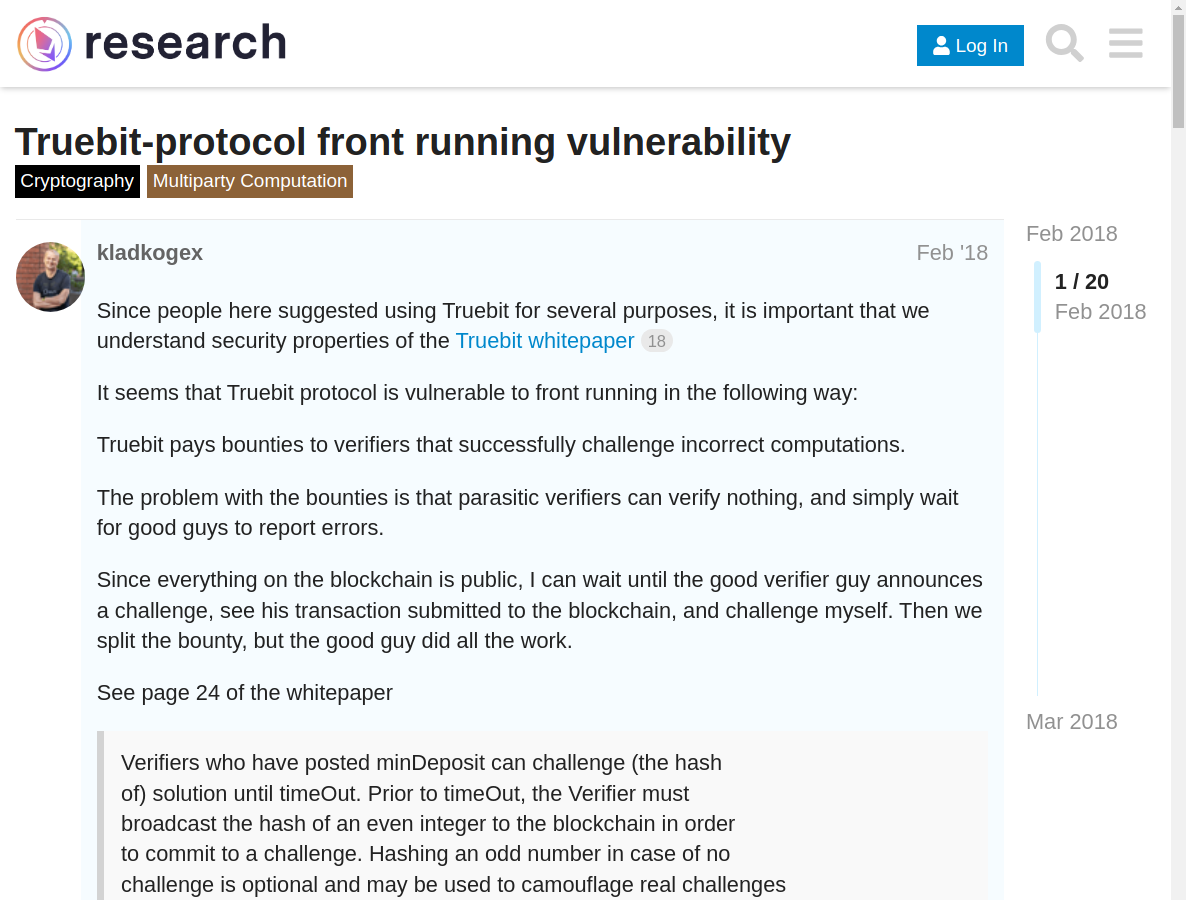 research
Log In
Truebit-protocol front running vulnerability
Cryptography Multiparty Computation
kladkogex Feb '18
Since people here suggested using Truebit for several purposes, it is important that we
understand security properties of the Truebit whitepaper 18
It seems that Truebit protocol is vulnerable to front running in the following way:
Truebit pays bounties to verifiers that successfully challenge incorrect computations.
The problem with the bounties is that parasitic verifiers can verify nothing, and simply wait
for good guys to report errors.
Since everything on the blockchain is public, I can wait until the good verifier guy announces
a challenge, see his transaction submitted to the blockchain, and challenge myself. Then we
split the bounty, but the good guy did all the work.
See page 24 of the whitepaper
Verifiers who have posted minDeposit can challenge (the hash
of) solution until timeOut. Prior to timeOut, the Verifier must
broadcast the hash of an even integer to the blockchain in order
to commit to a challenge. Hashing an odd number in case of no
challenge is optional and may be used to camouflage real challenges
Feb 2018
1 / 20
Feb 2018
Mar 2018